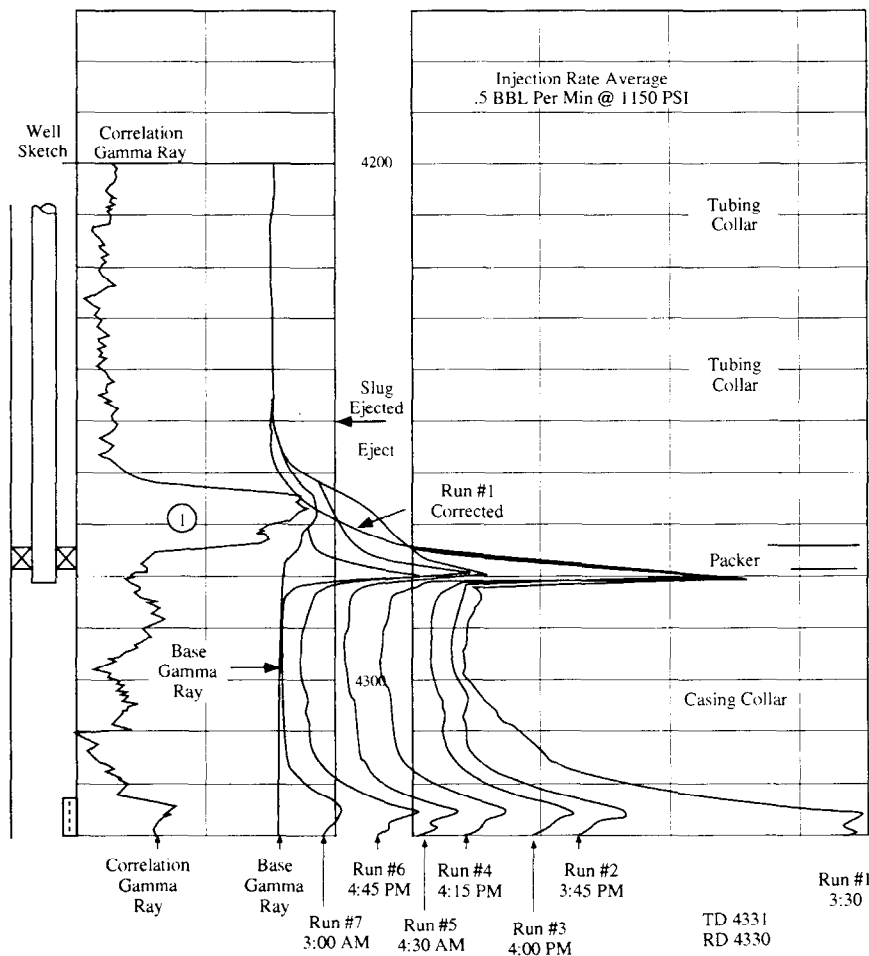 Injection Rate Average
.5 BBL Per Min @ 1150 PSI
Well
Sketch
Correlation
Gamma Ray
4200
Tubing
Collar
Tubing
Collar
Slug
Ejected
Eject
Run #1
Corrected
1
Packer
Base
Gamma
Ray
4300
Casing Collar
Correlation
Gamma
Ray
Base
Gamma
Ray
Run #6
4:45 PM
Run #4
4:15 PM
Run #2
3:45 PM
Run #1
3:30
Run #7
3:00 AM
Run #5
4:30 AM
Run #3
4:00 PM
TD 4331
RD 4330